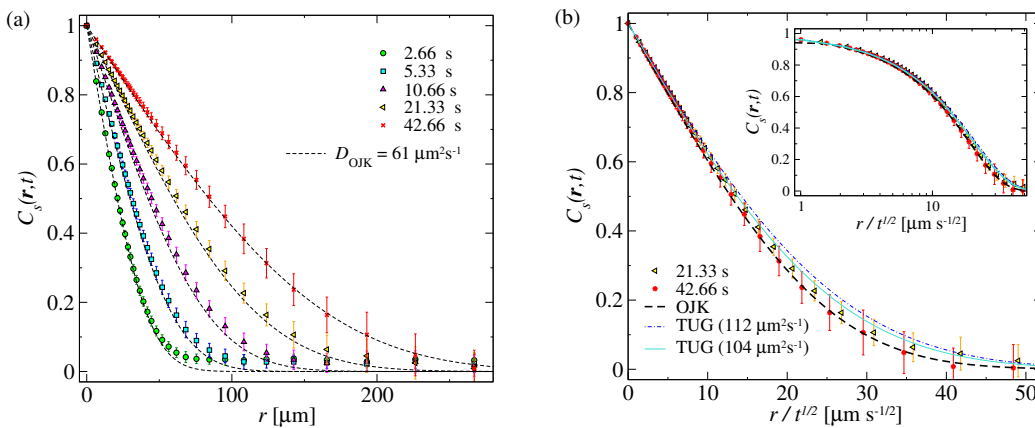 (a)
1
0.8
0.6
0.4
0.2
0
C_s(r,t)
2.66 s
5.33 s
10.66 s
21.33 s
42.66 s
D_OJK = 61 μm²s⁻¹
0 100 200
r [μm]
(b)
1
0.8
0.6
0.4
0.2
0
C_s(r,t)
21.33 s
42.66 s
OJK
TUG (112 μm²s⁻¹)
TUG (104 μm²s⁻¹)
0 10 20 30 40 50
r / t^1/2 [μm s^-1/2]
1
0.8
0.6
0.4
0.2
0
C_s(r,t)
1 10
r / t^1/2 [μm s^-1/2]